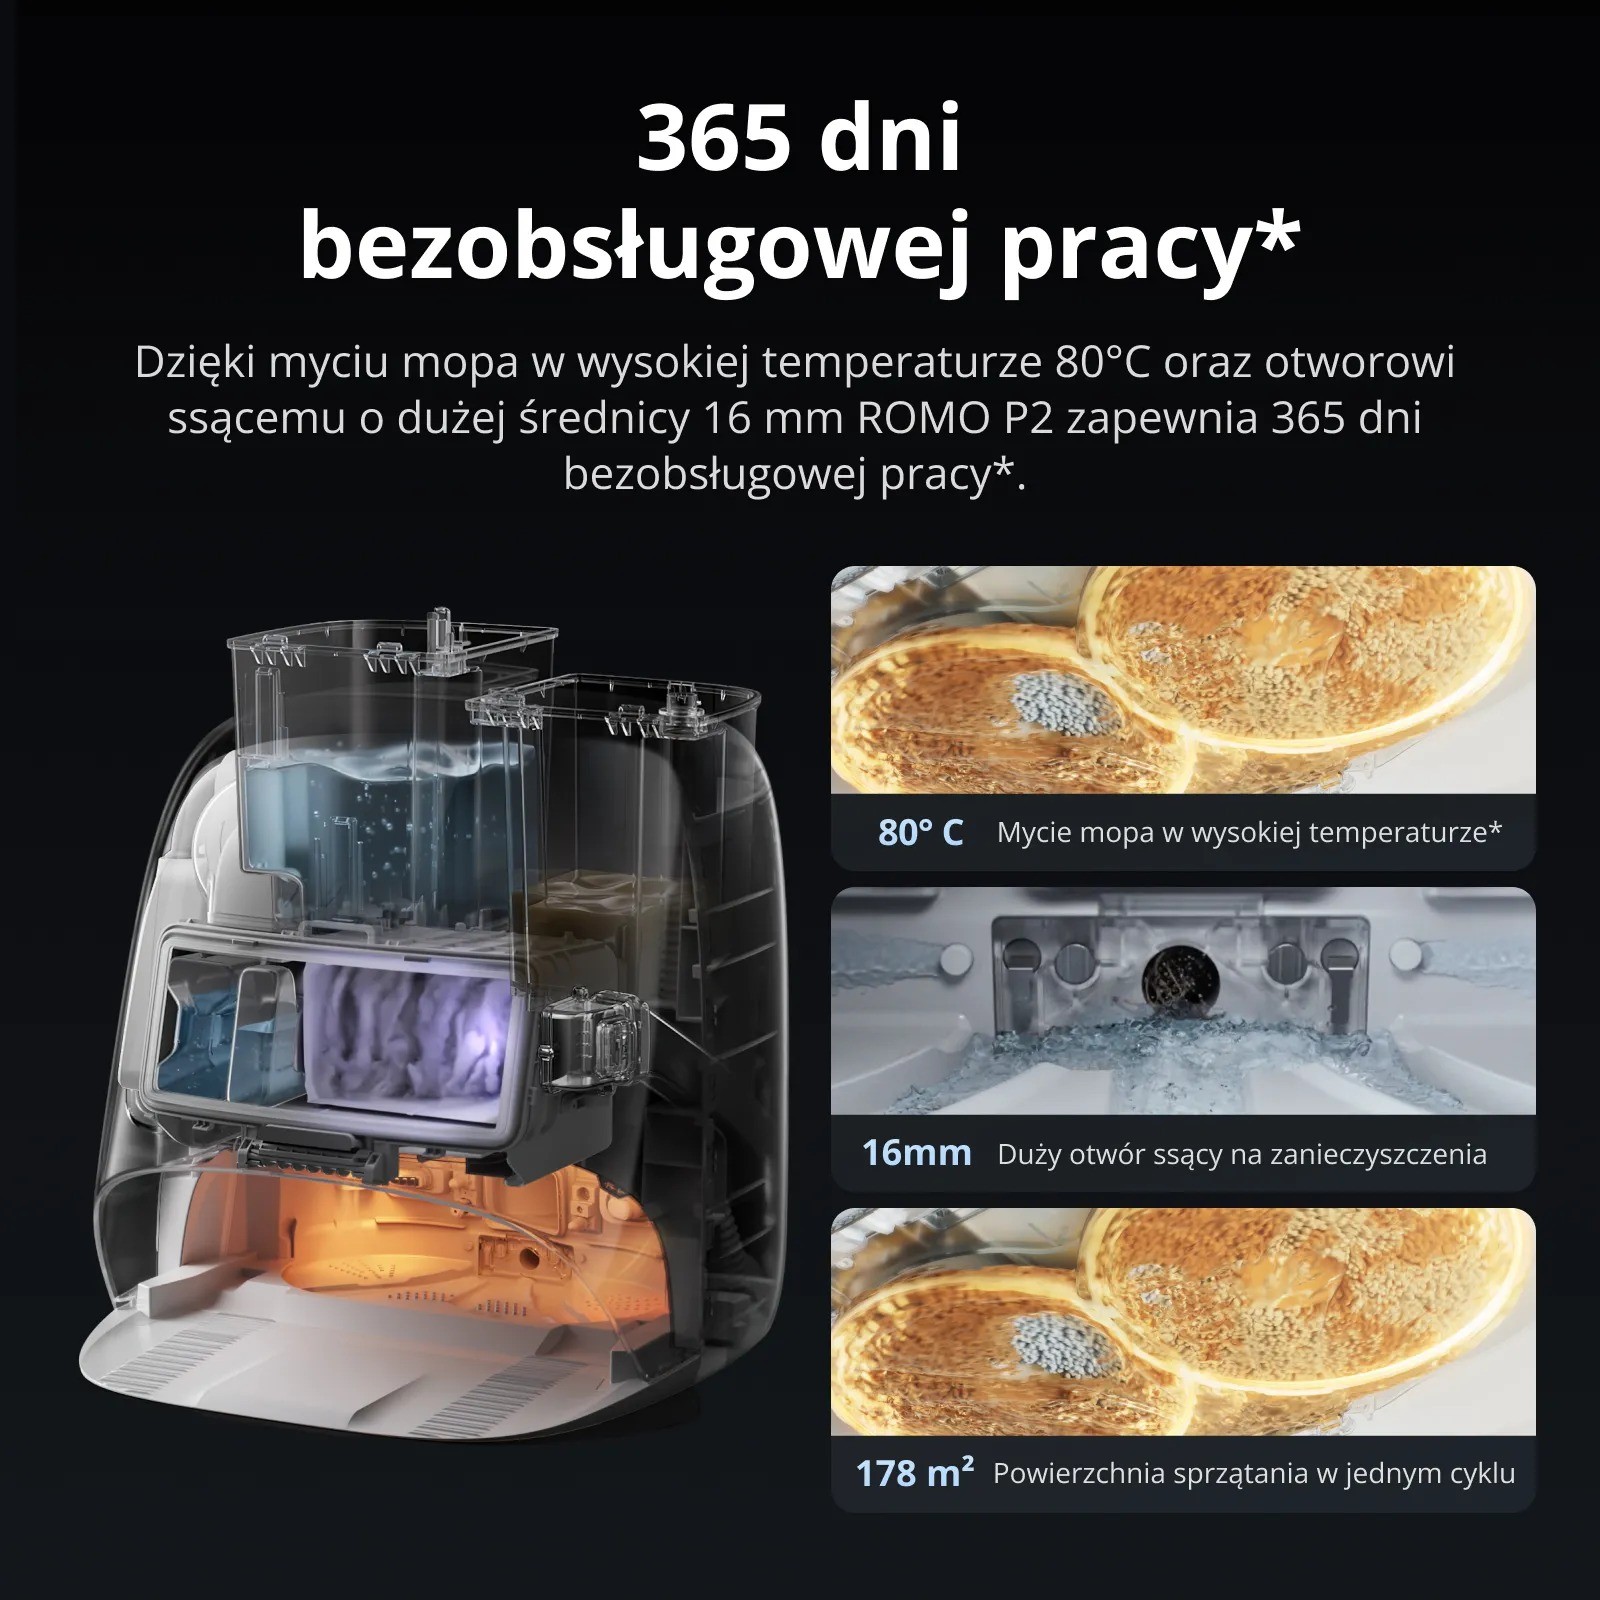 365 dni
bezobsługowej pracy*
Dzięki myciu mopa w wysokiej temperaturze 80°C oraz otworowi
ssącemu o dużej średnicy 16 mm ROMO P2 zapewnia 365 dni
bezobsługowej pracy*.
80° C Mycie mopa w wysokiej temperaturze*
16mm Duży otwór ssący na zanieczyszczenia
178 m² Powierzchnia sprzątania w jednym cyklu